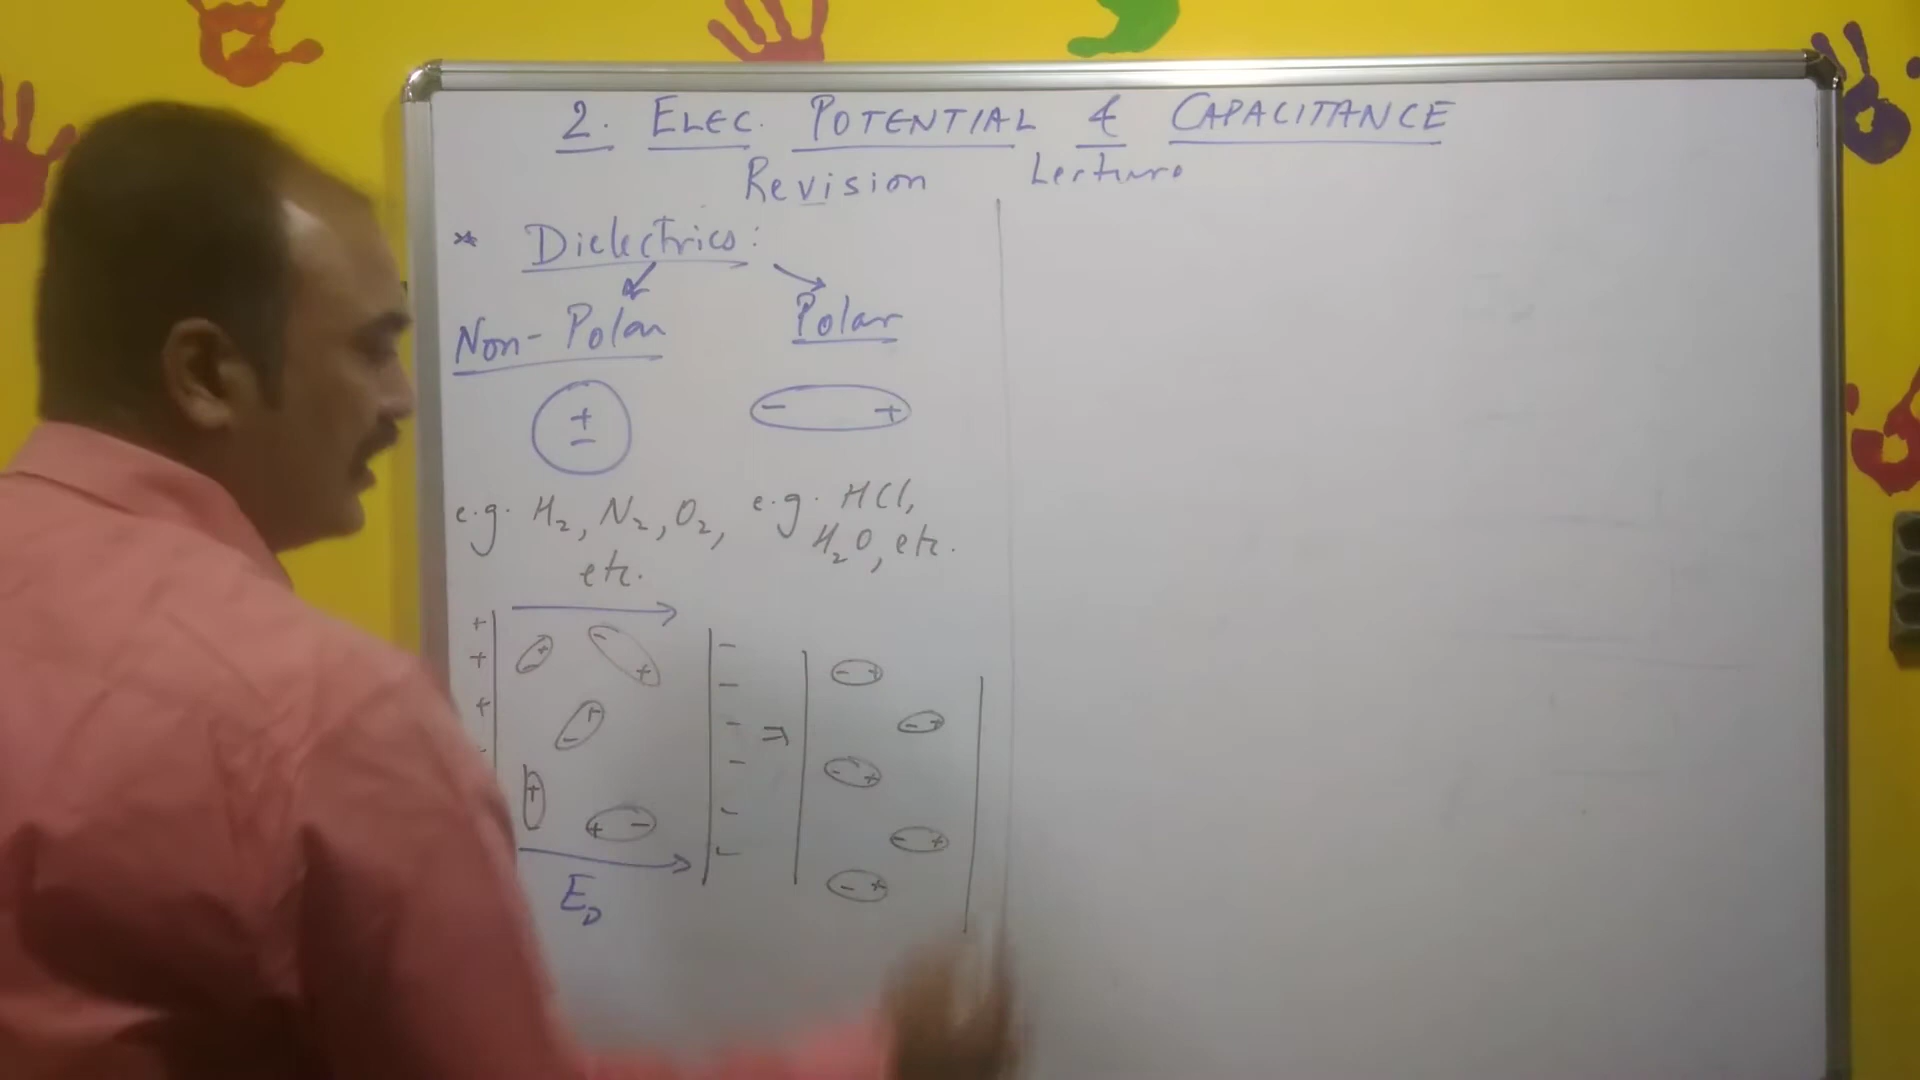 2. ELEC. POTENTIAL & CAPACITANCE
Revision Lecture
* Dielectrics:
Non-Polar
Polar
+
-
- +
e.g. H₂, N₂, O₂,
etc.
e.g. HCl,
H₂O, etc.
+
+
+
- +
- +
- +
+ -
+ -
-
-
-
-
-
-
⇒
- +
- +
- +
- +
- +
E₀